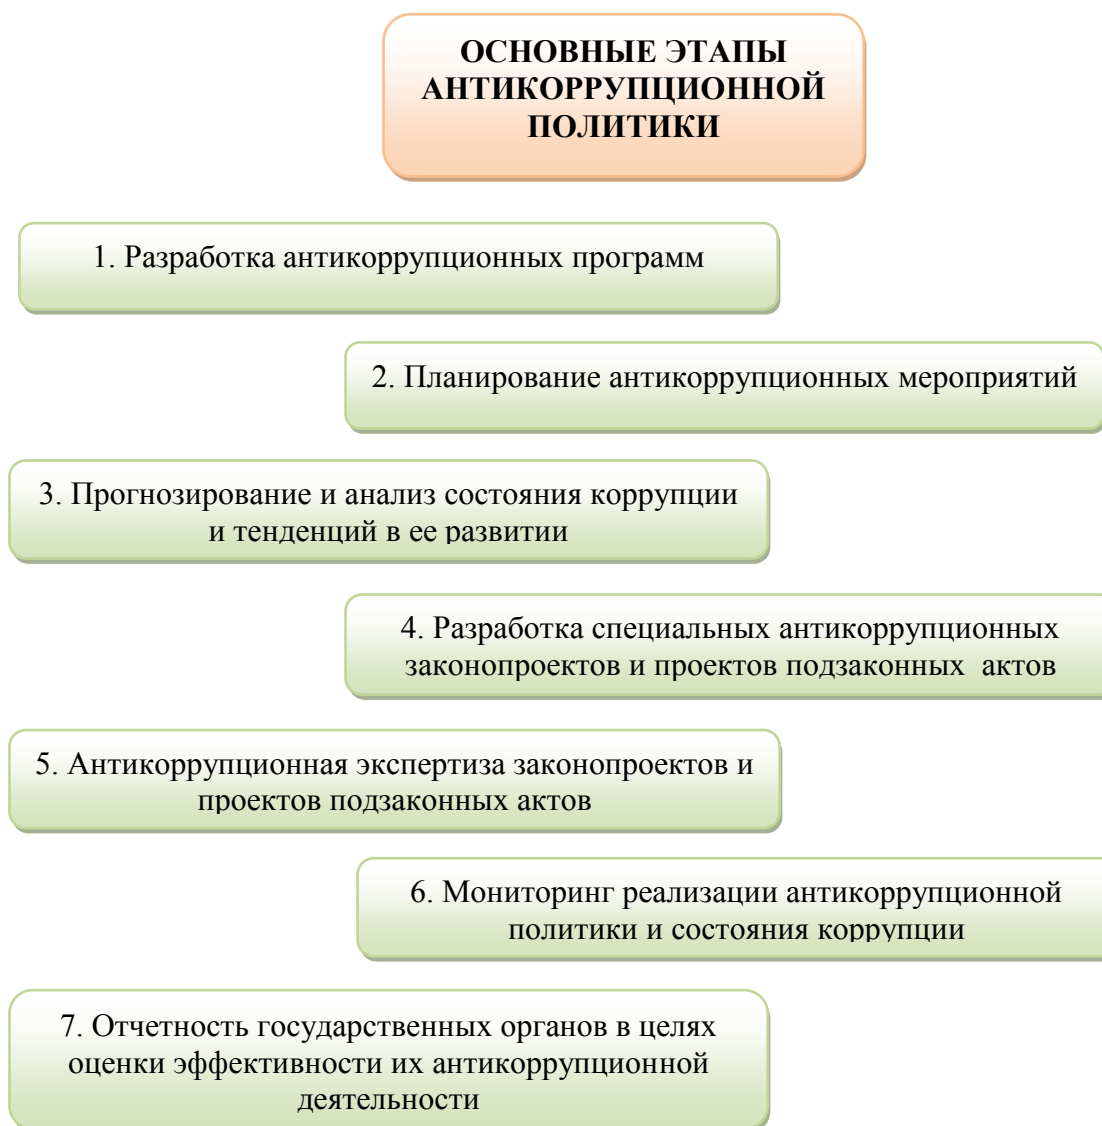 ОСНОВНЫЕ ЭТАПЫ
АНТИКОРРУПЦИОННОЙ
ПОЛИТИКИ
1. Разработка антикоррупционных программ
2. Планирование антикоррупционных мероприятий
3. Прогнозирование и анализ состояния коррупции
и тенденций в ее развитии
4. Разработка специальных антикоррупционных
законопроектов и проектов подзаконных  актов
5. Антикоррупционная экспертиза законопроектов и
проектов подзаконных актов
6. Мониторинг реализации антикоррупционной
политики и состояния коррупции
7. Отчетность государственных органов в целях
оценки эффективности их антикоррупционной
деятельности